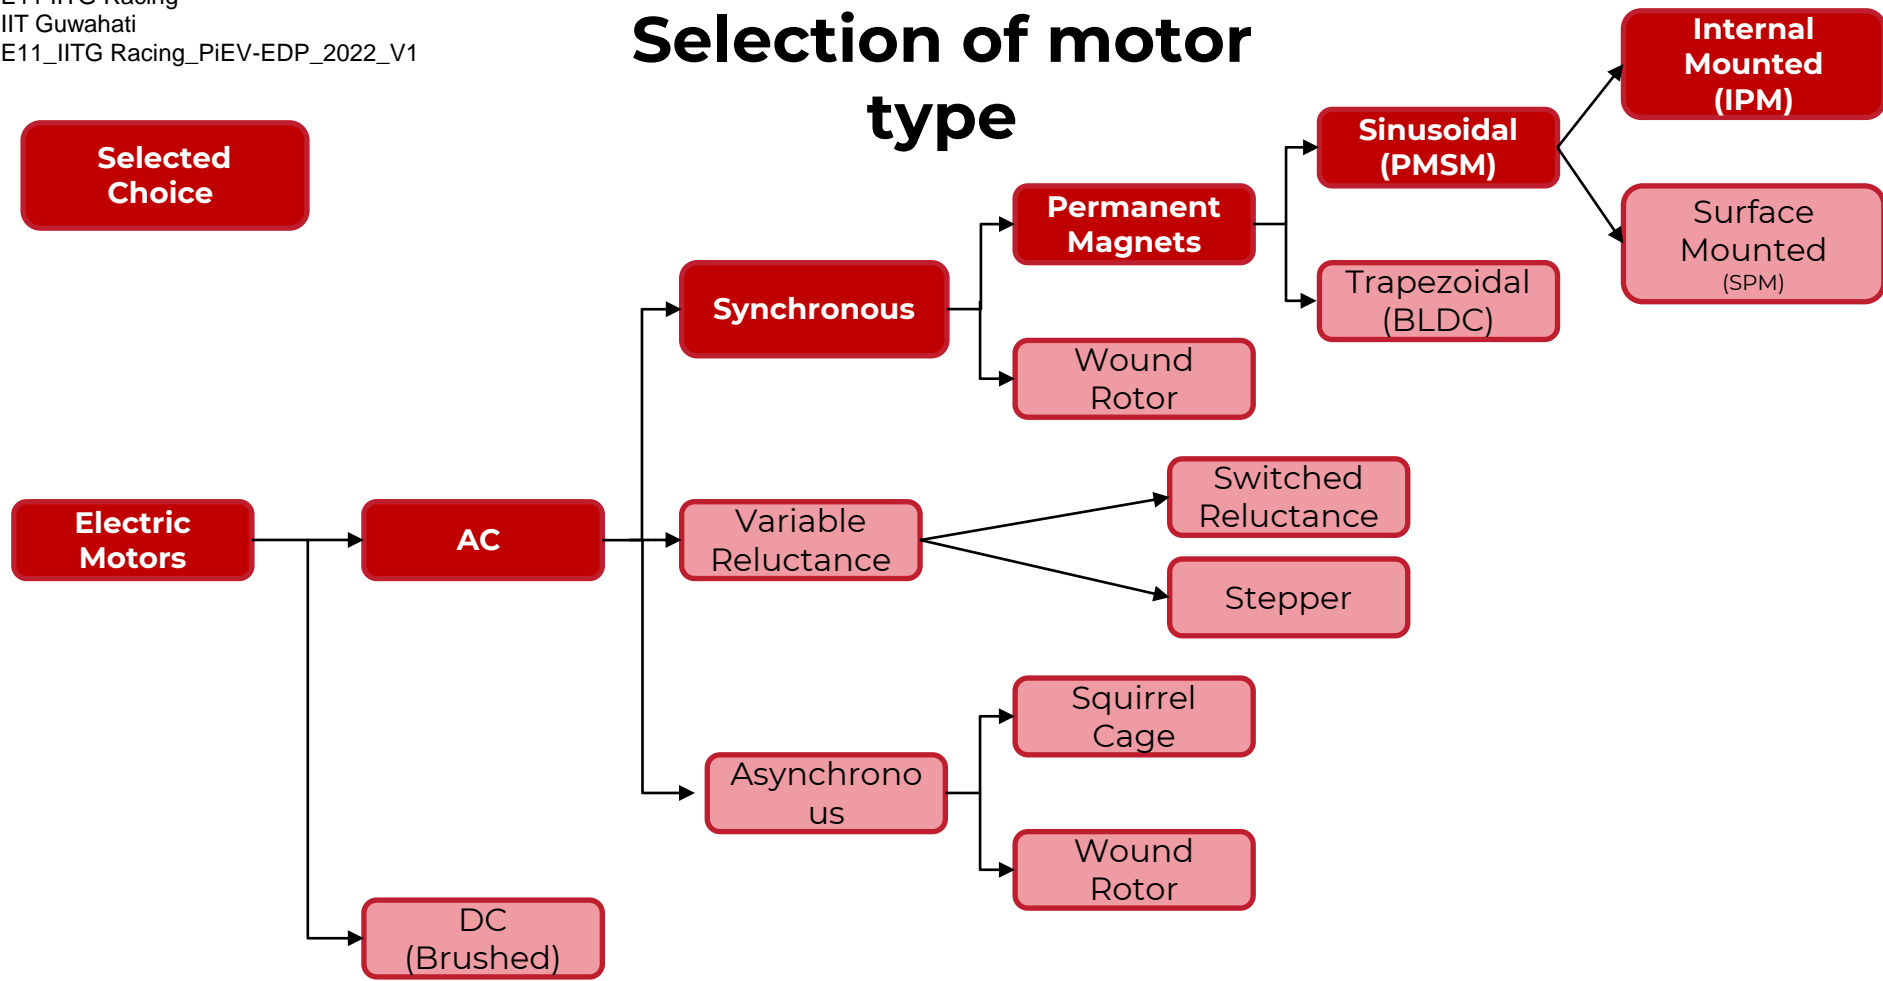 IIT Guwahati
E11_IITG Racing_PiEV-EDP_2022_V1
Selection of motor
type
Selected
Choice
Electric
Motors
AC
DC
(Brushed)
Synchronous
Variable
Reluctance
Asynchrono
us
Permanent
Magnets
Wound
Rotor
Switched
Reluctance
Stepper
Squirrel
Cage
Wound
Rotor
Sinusoidal
(PMSM)
Trapezoidal
(BLDC)
Internal
Mounted
(IPM)
Surface
Mounted
(SPM)